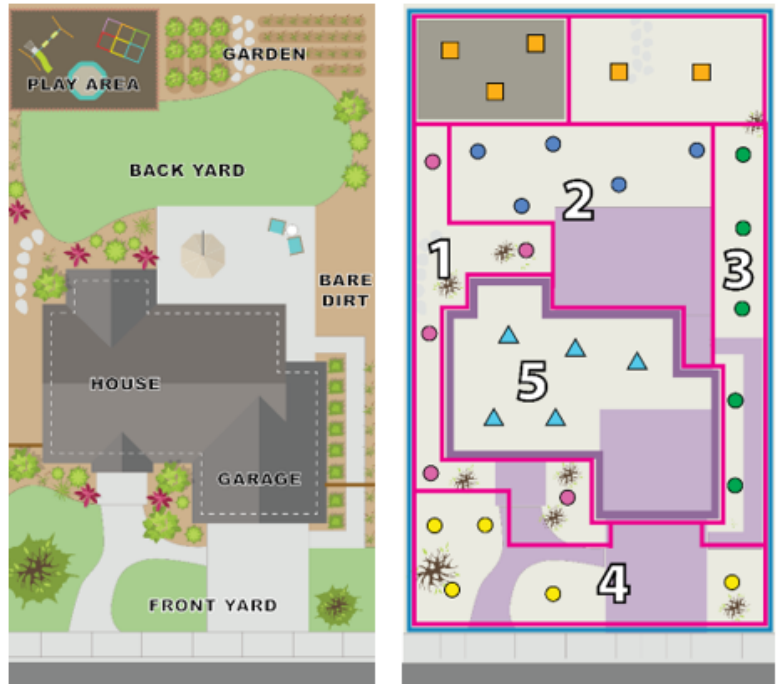 GARDEN
PLAY AREA
BACK YARD
BARE
DIRT
HOUSE
GARAGE
FRONT YARD
1
2
3
5
4